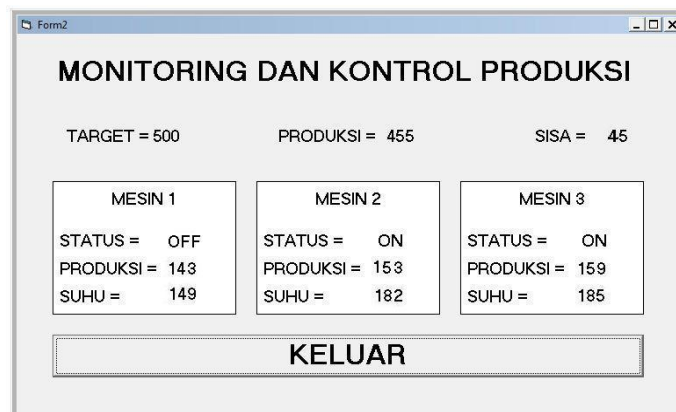 Form2
MONITORING DAN KONTROL PRODUKSI
TARGET = 500 PRODUKSI = 455 SISA = 45
MESIN 1
STATUS = OFF
PRODUKSI = 143
SUHU = 149
MESIN 2
STATUS = ON
PRODUKSI = 153
SUHU = 182
MESIN 3
STATUS = ON
PRODUKSI = 159
SUHU = 185
KELUAR